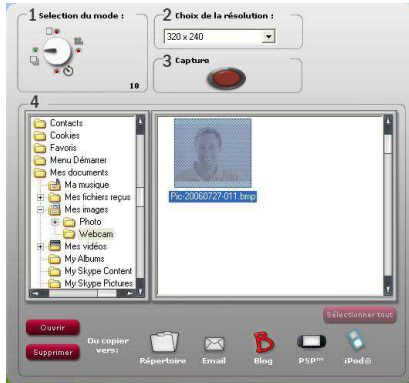 1 Selection du mode :
10
2 Choix de la résolution :
320 x 240
3 Capture
4
Contacts
Cookies
Favoris
Menu Démarrer
Mes documents
Ma musique
Mes fichiers reçus
Mes images
Photo
Webcam
Mes vidéos
My Albums
My Skype Content
My Skype Pictures
Pic-20060727-011.bmp
Sélectionner tout
Ouvrir
Supprimer
Ou copier
vers:
Répertoire
Email
Blog
PSP™
iPod®